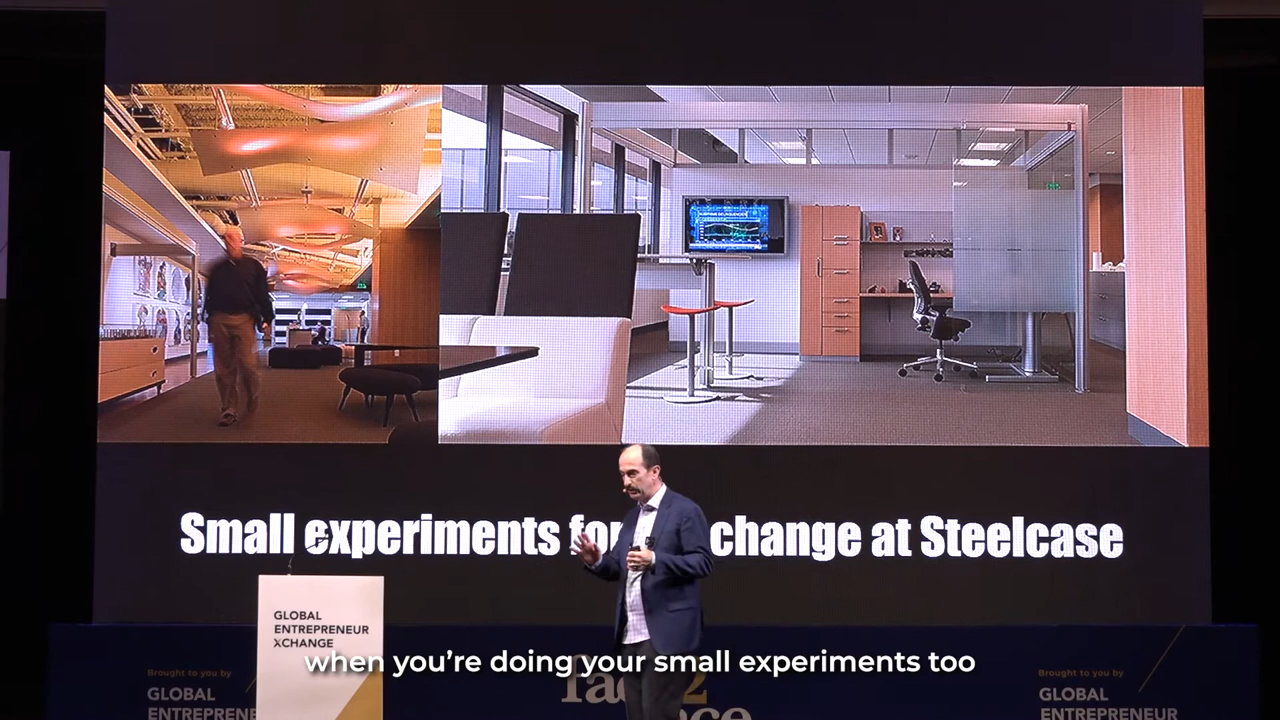 Small experiments for change at Steelcase
GLOBAL
ENTREPRENEUR
XCHANGE
when you're doing your small experiments too
Brought to you by
GLOBAL
Brought to you by
GLOBAL
ENTREPRENEUR